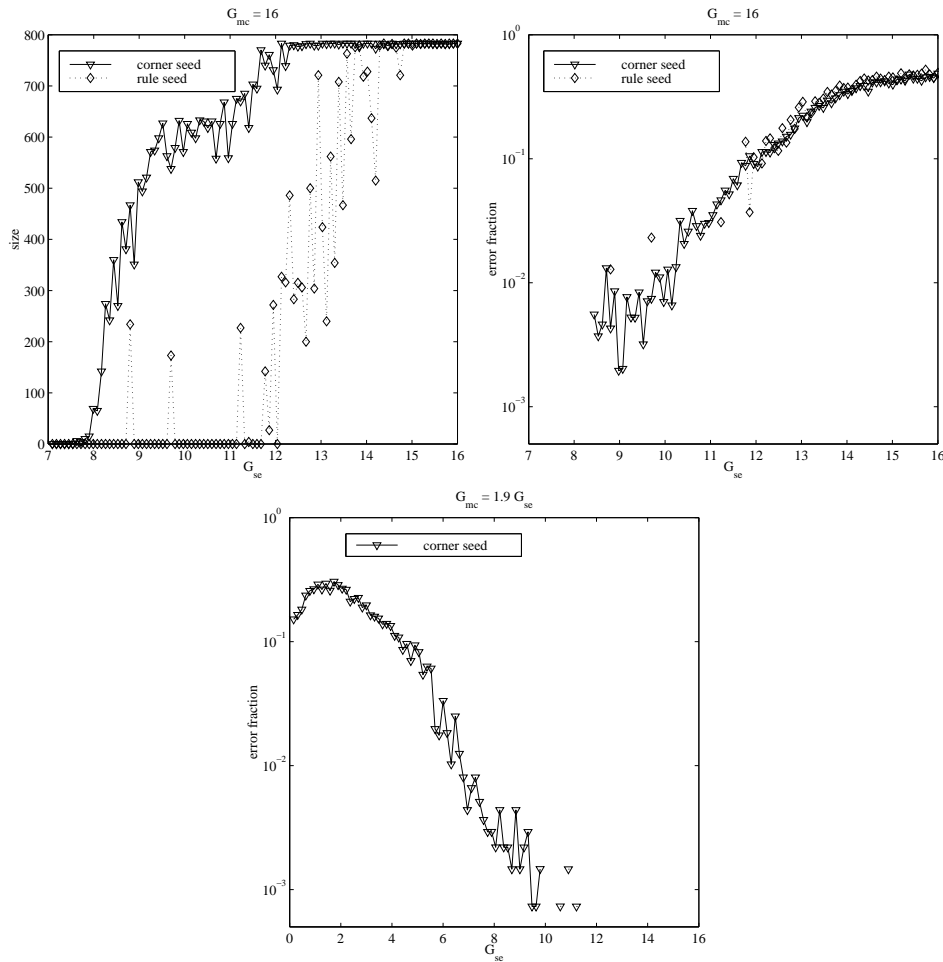 G_mc = 16
800
700
600
500
400
300
200
100
0
size
7 8 9 10 11 12 13 14 15 16
G_se
corner seed
rule seed
G_mc = 16
10^0
10^-1
10^-2
10^-3
error fraction
7 8 9 10 11 12 13 14 15 16
G_se
corner seed
rule seed
G_mc = 1.9 G_se
10^0
10^-1
10^-2
10^-3
error fraction
0 2 4 6 8 10 12 14 16
G_se
corner seed